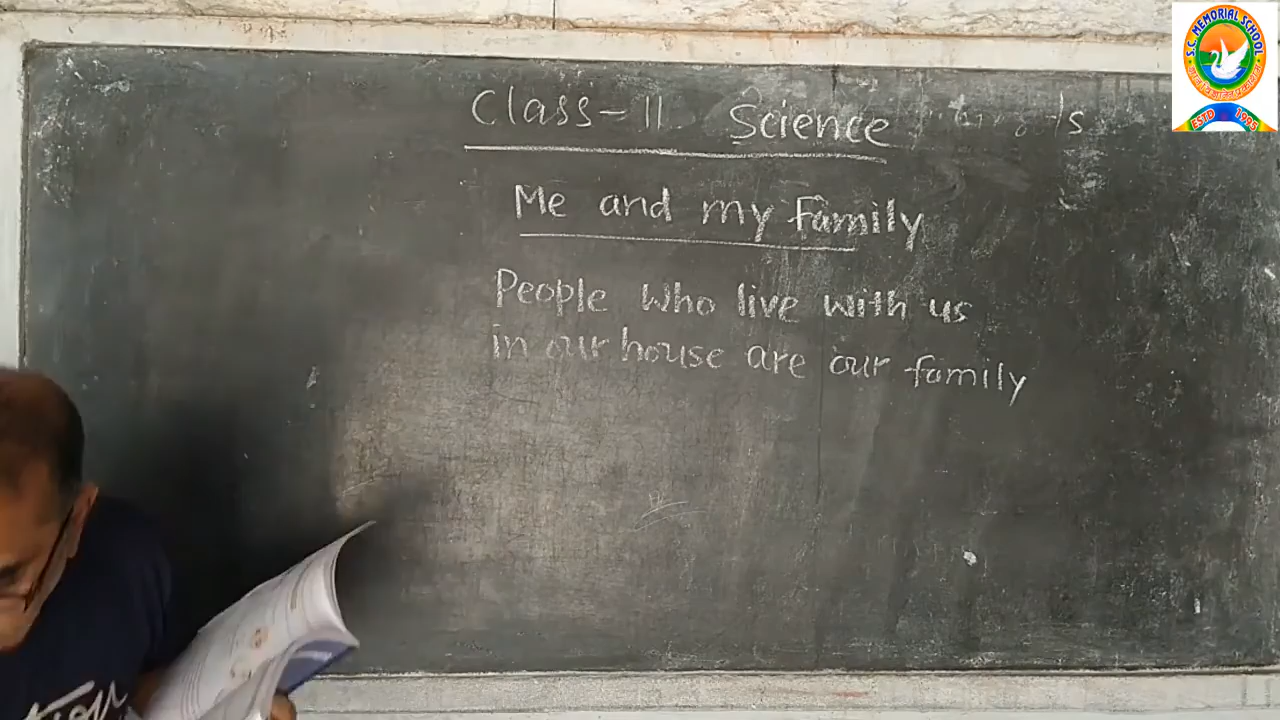 Class-II Science
Me and my Family
People who live with us
in our house are our family
S.C. MEMORIAL SCHOOL
ESTD 1995